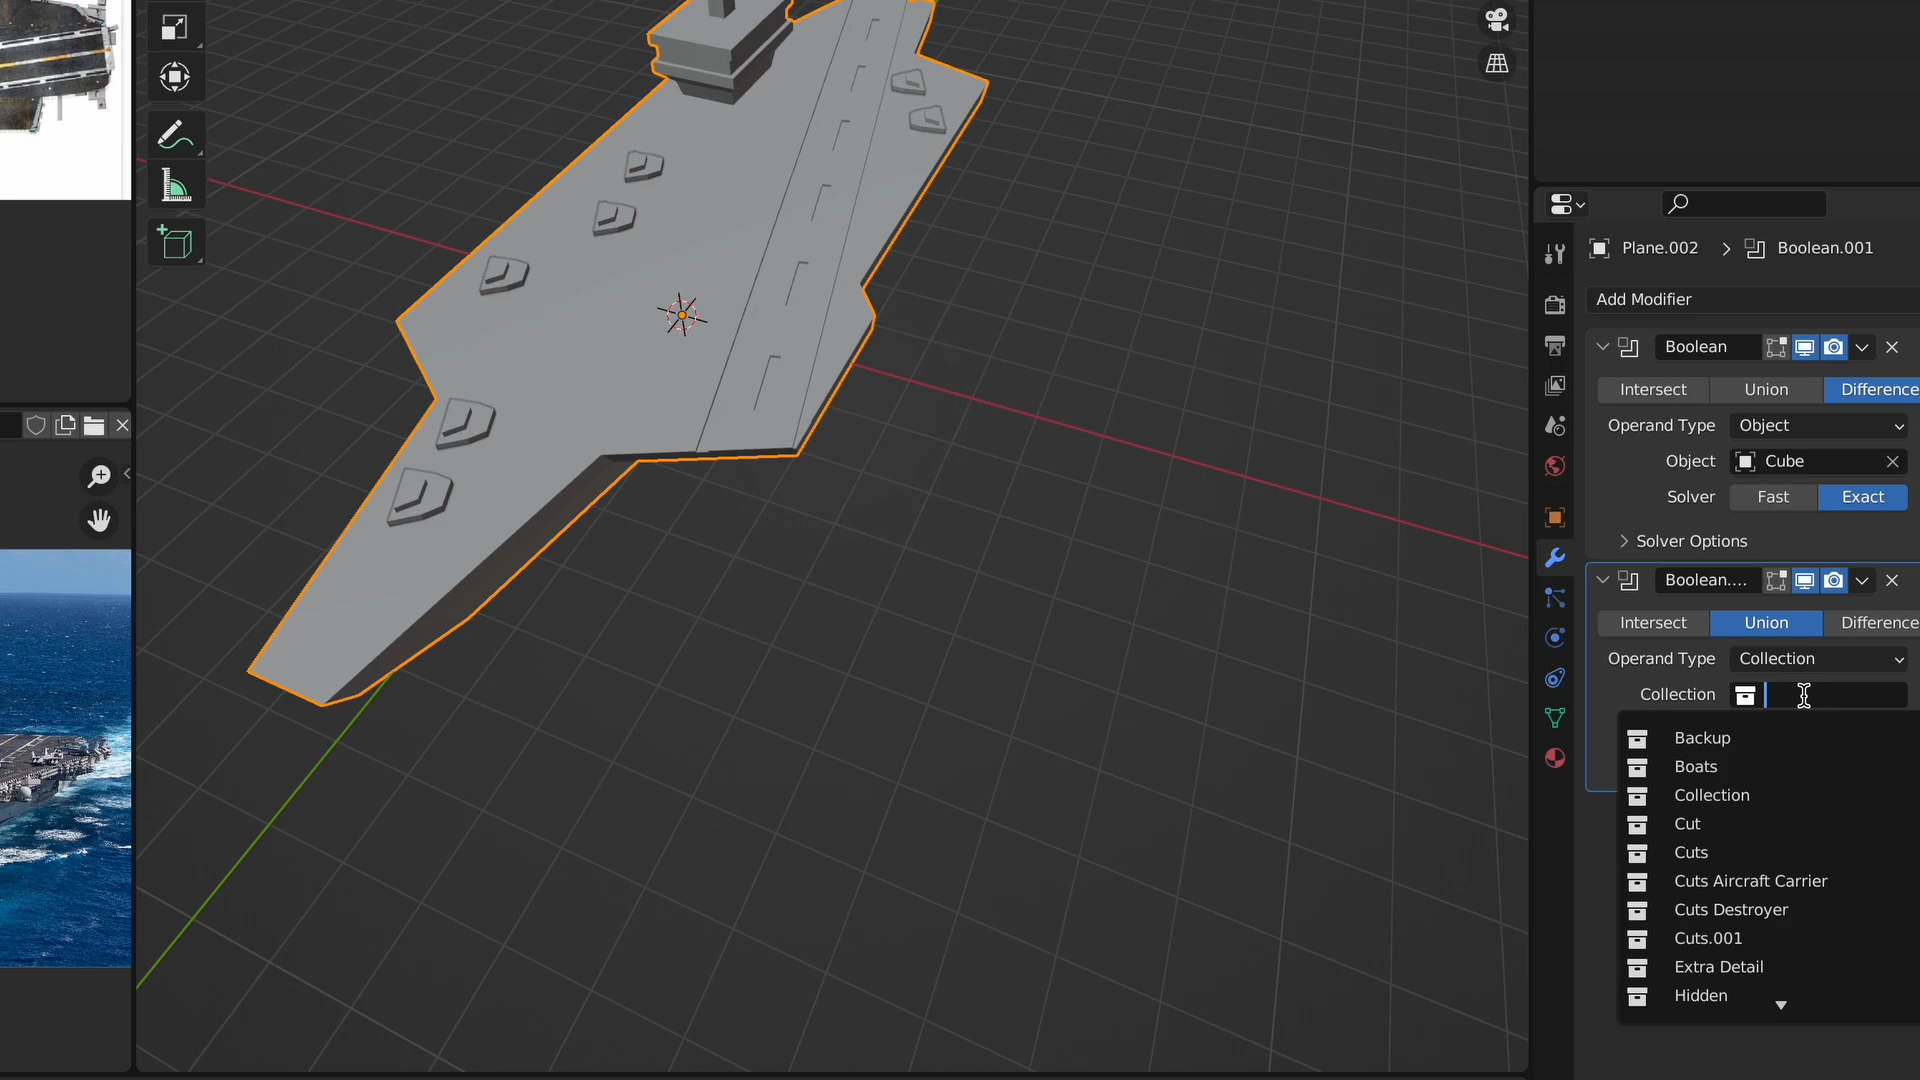 Plane.002 > Boolean.001
Add Modifier
Boolean
Intersect Union Difference
Operand Type Object
Object Cube
Solver Fast Exact
Solver Options
Boolean....
Intersect Union Difference
Operand Type Collection
Collection
Backup
Boats
Collection
Cut
Cuts
Cuts Aircraft Carrier
Cuts Destroyer
Cuts.001
Extra Detail
Hidden